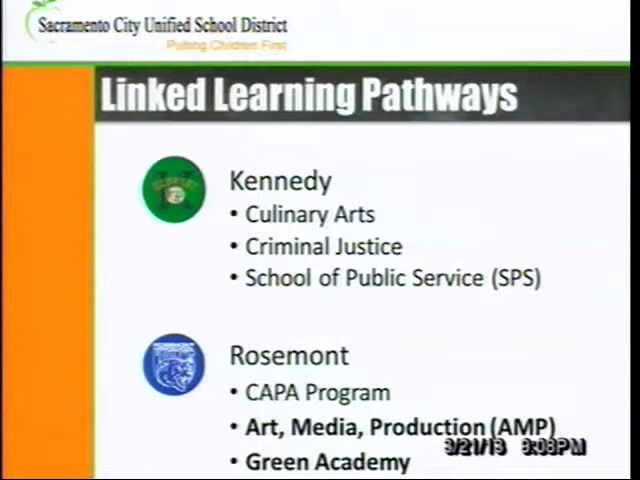 Sacramento City Unified School District
Putting Children First
Linked Learning Pathways
Kennedy
• Culinary Arts
• Criminal Justice
• School of Public Service (SPS)
Rosemont
• CAPA Program
• Art, Media, Production (AMP)
• Green Academy